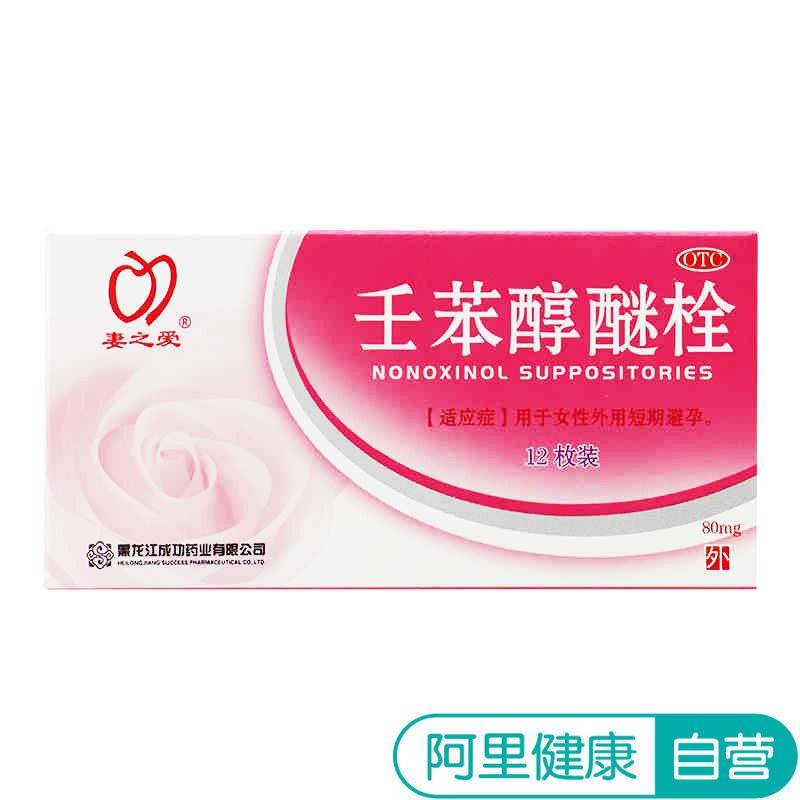 OTC
妻之爱®
壬苯醇醚栓
NONOXINOL SUPPOSITORIES
【适应症】用于女性外用短期避孕。
12枚装
80mg
外
黑龙江成功药业有限公司
HEILONGJIANG SUCCESS PHARMACEUTICAL CO.,LTD
阿里健康 自营